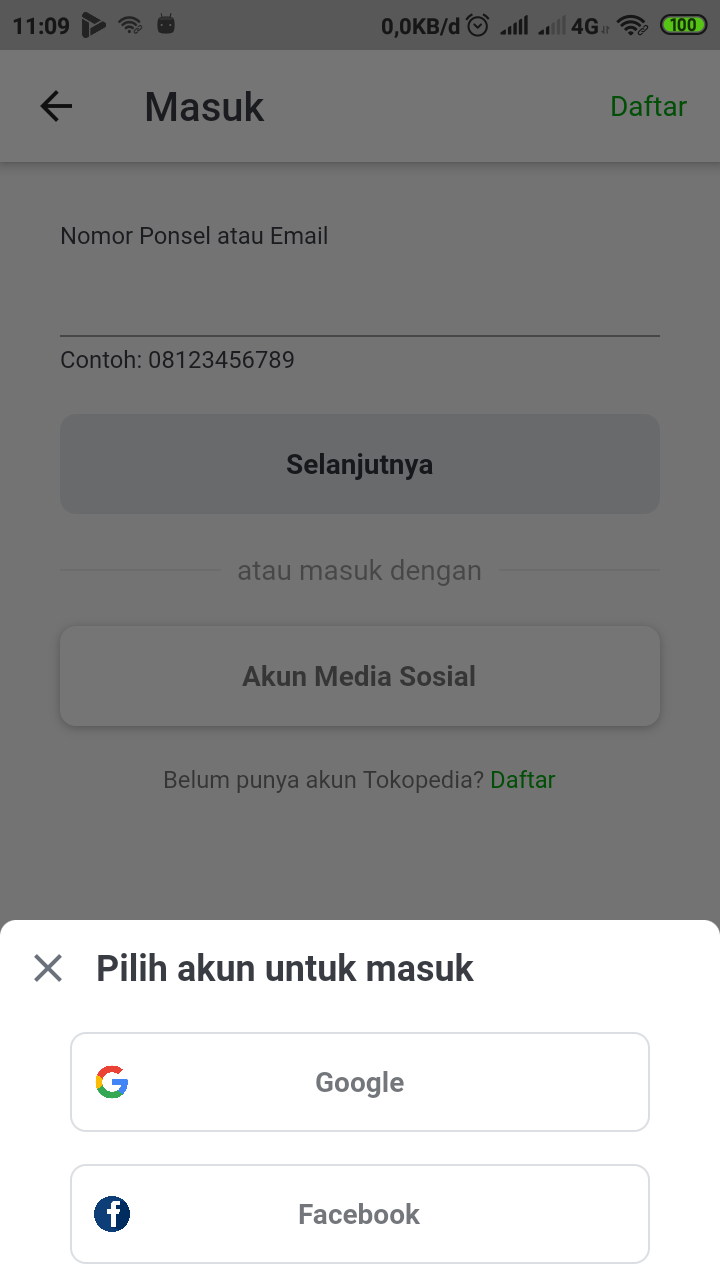 11:09 0,0KB/d 4G 100
Masuk Daftar
Nomor Ponsel atau Email
Contoh: 08123456789
Selanjutnya
atau masuk dengan
Akun Media Sosial
Belum punya akun Tokopedia? Daftar
Pilih akun untuk masuk
Google
Facebook